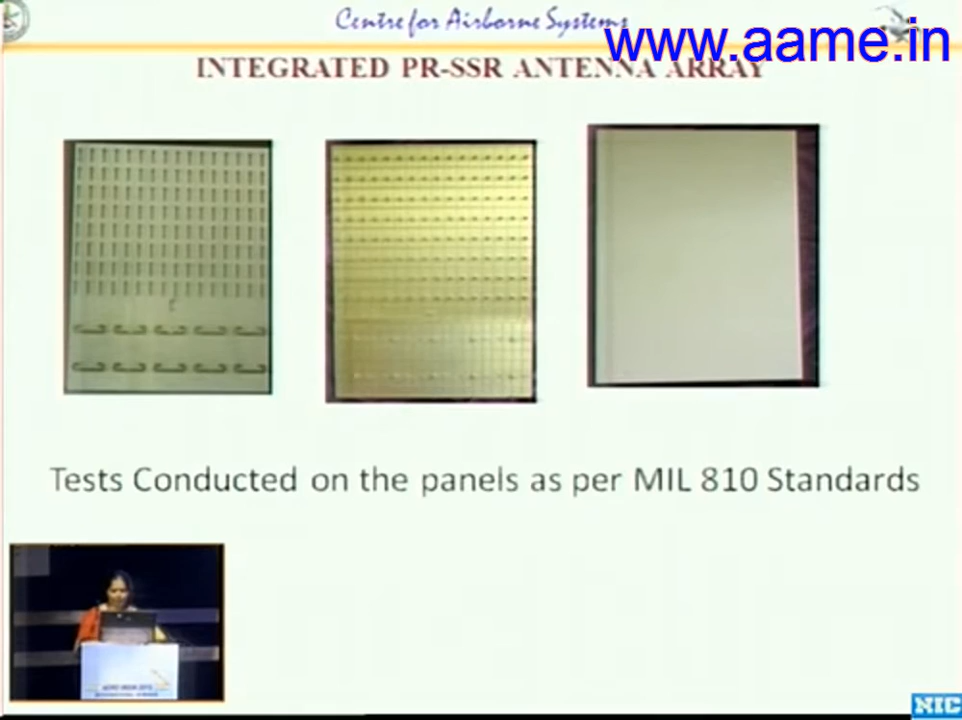 Centre for Airborne Systems
www.aame.in
INTEGRATED PR-SSR ANTENNA ARRAY
Tests Conducted on the panels as per MIL 810 Standards
NIC